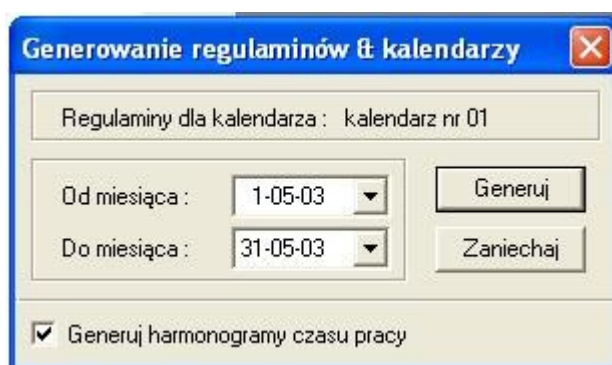 Generowanie regulaminów & kalendarzy
Regulaminy dla kalendarza : kalendarz nr 01
Od miesiąca : 1-05-03 Generuj
Do miesiąca : 31-05-03 Zaniechaj
Generuj harmonogramy czasu pracy